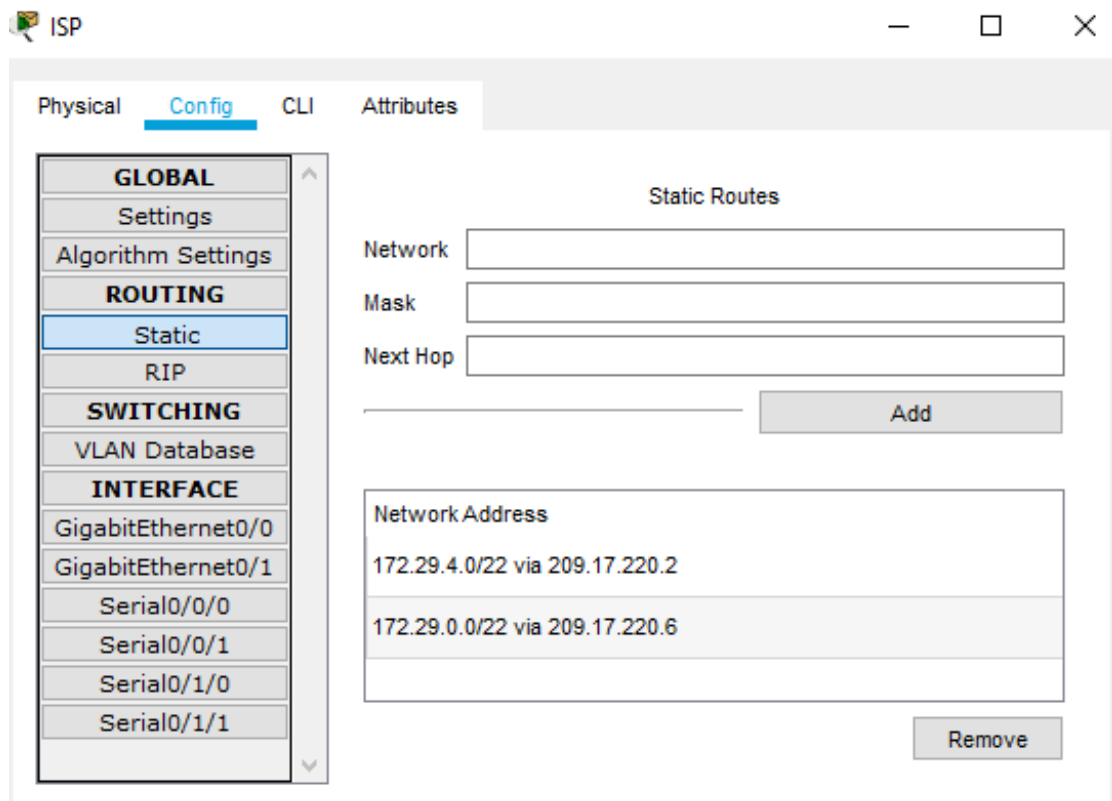 ISP
Physical Config CLI Attributes
GLOBAL
Settings
Algorithm Settings
ROUTING
Static
RIP
SWITCHING
VLAN Database
INTERFACE
GigabitEthernet0/0
GigabitEthernet0/1
Serial0/0/0
Serial0/0/1
Serial0/1/0
Serial0/1/1
Static Routes
Network
Mask
Next Hop
Add
Network Address
172.29.4.0/22 via 209.17.220.2
172.29.0.0/22 via 209.17.220.6
Remove